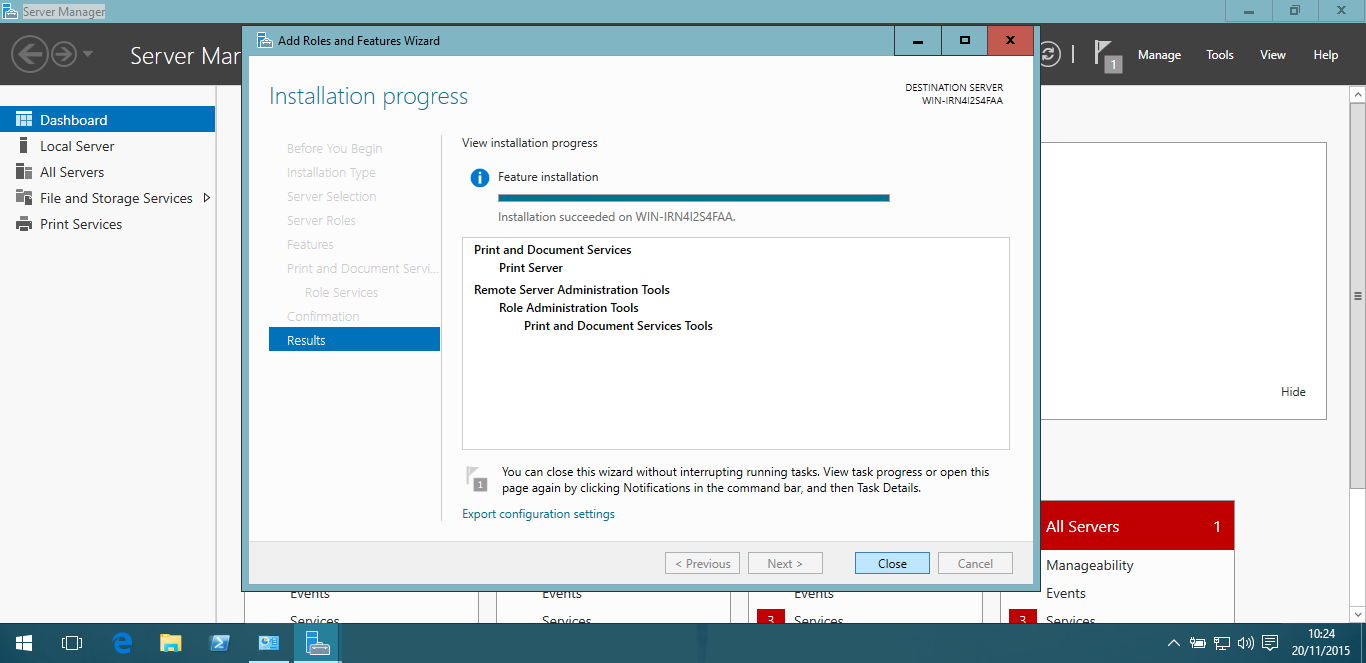 Server Manager
Add Roles and Features Wizard
Server Mar
1
Manage
Tools
View
Help
Dashboard
Local Server
All Servers
File and Storage Services
Print Services
Installation progress
DESTINATION SERVER
WIN-IRN4I2S4FAA
Before You Begin
Installation Type
Server Selection
Server Roles
Features
Print and Document Servi...
Role Services
Confirmation
Results
View installation progress
Feature installation
Installation succeeded on WIN-IRN4I2S4FAA.
Print and Document Services
Print Server
Remote Server Administration Tools
Role Administration Tools
Print and Document Services Tools
1
You can close this wizard without interrupting running tasks. View task progress or open this
page again by clicking Notifications in the command bar, and then Task Details.
Export configuration settings
< Previous
Next >
Close
Cancel
Hide
All Servers 1
Manageability
Events
3 Services
Events
Services
Events
Services
Events
3 Services
10:24
20/11/2015